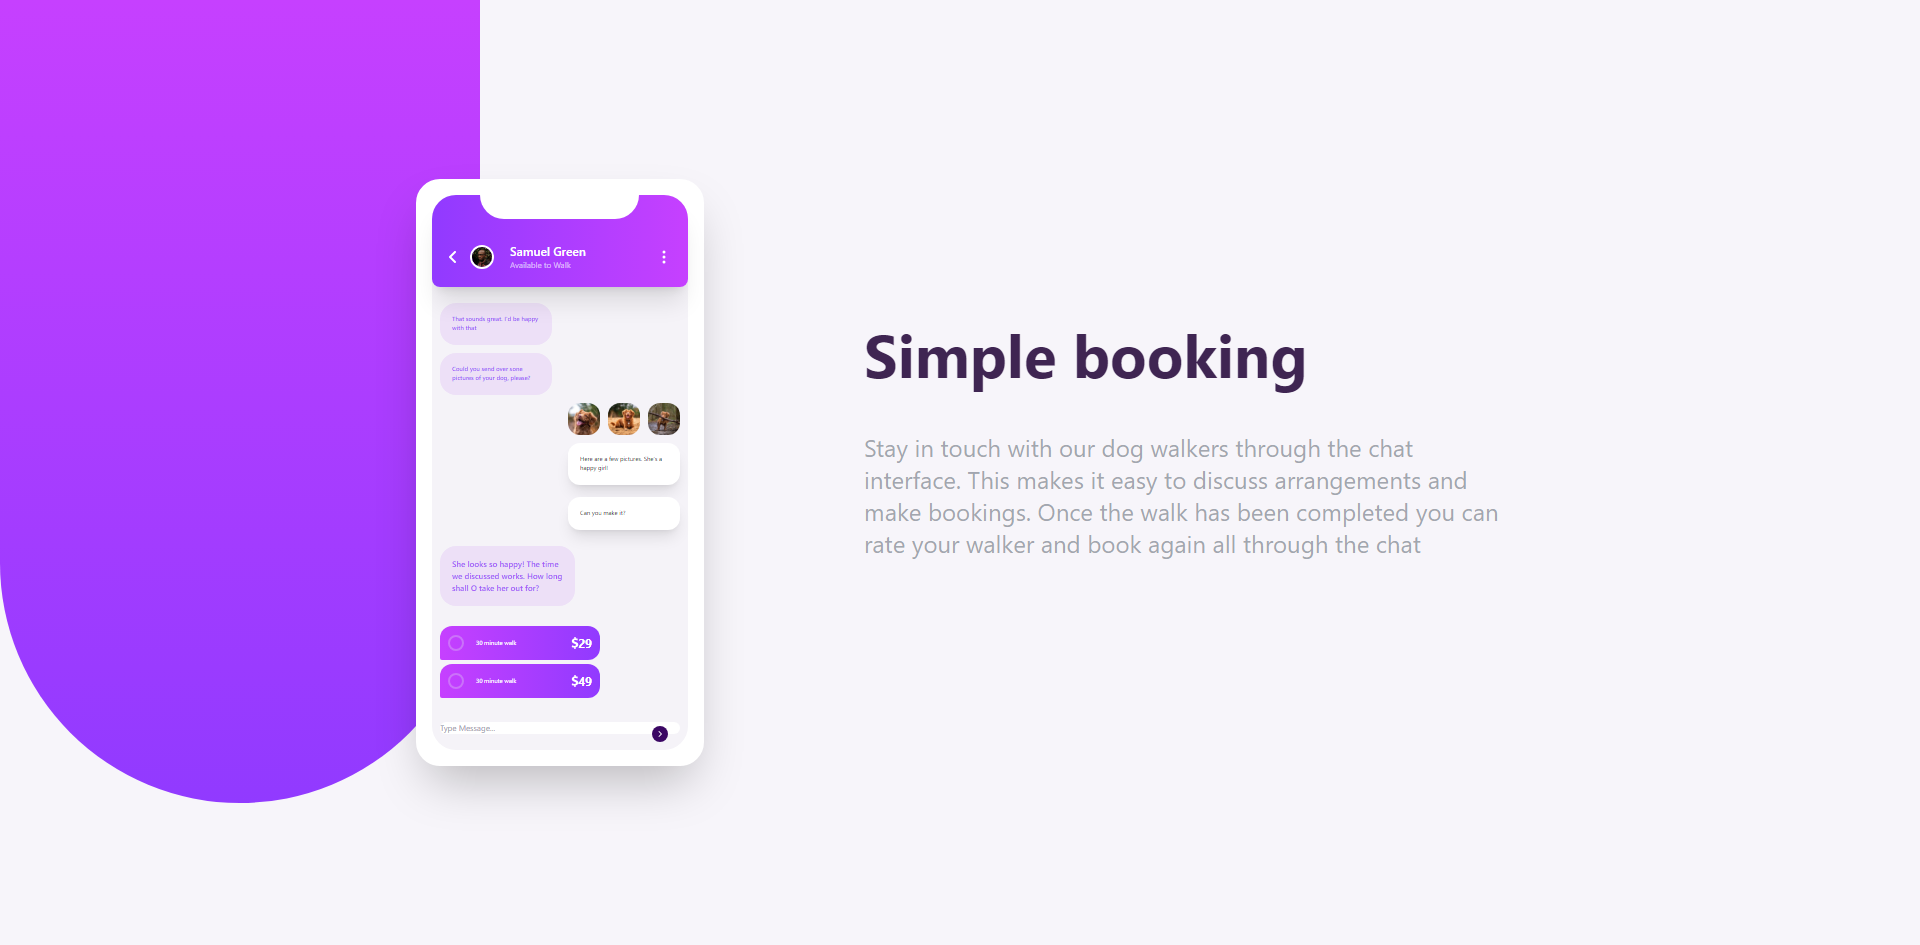 Samuel Green
Available to Walk
That sounds great. I'd be happy
with that
Could you send over sone
pictures of your dog, please?
Here are a few pictures. She's a
happy girl!
Can you make it?
She looks so happy! The time
we discussed works. How long
shall O take her out for?
30 minute walk $29
30 minute walk $49
Type Message...
Simple booking
Stay in touch with our dog walkers through the chat
interface. This makes it easy to discuss arrangements and
make bookings. Once the walk has been completed you can
rate your walker and book again all through the chat